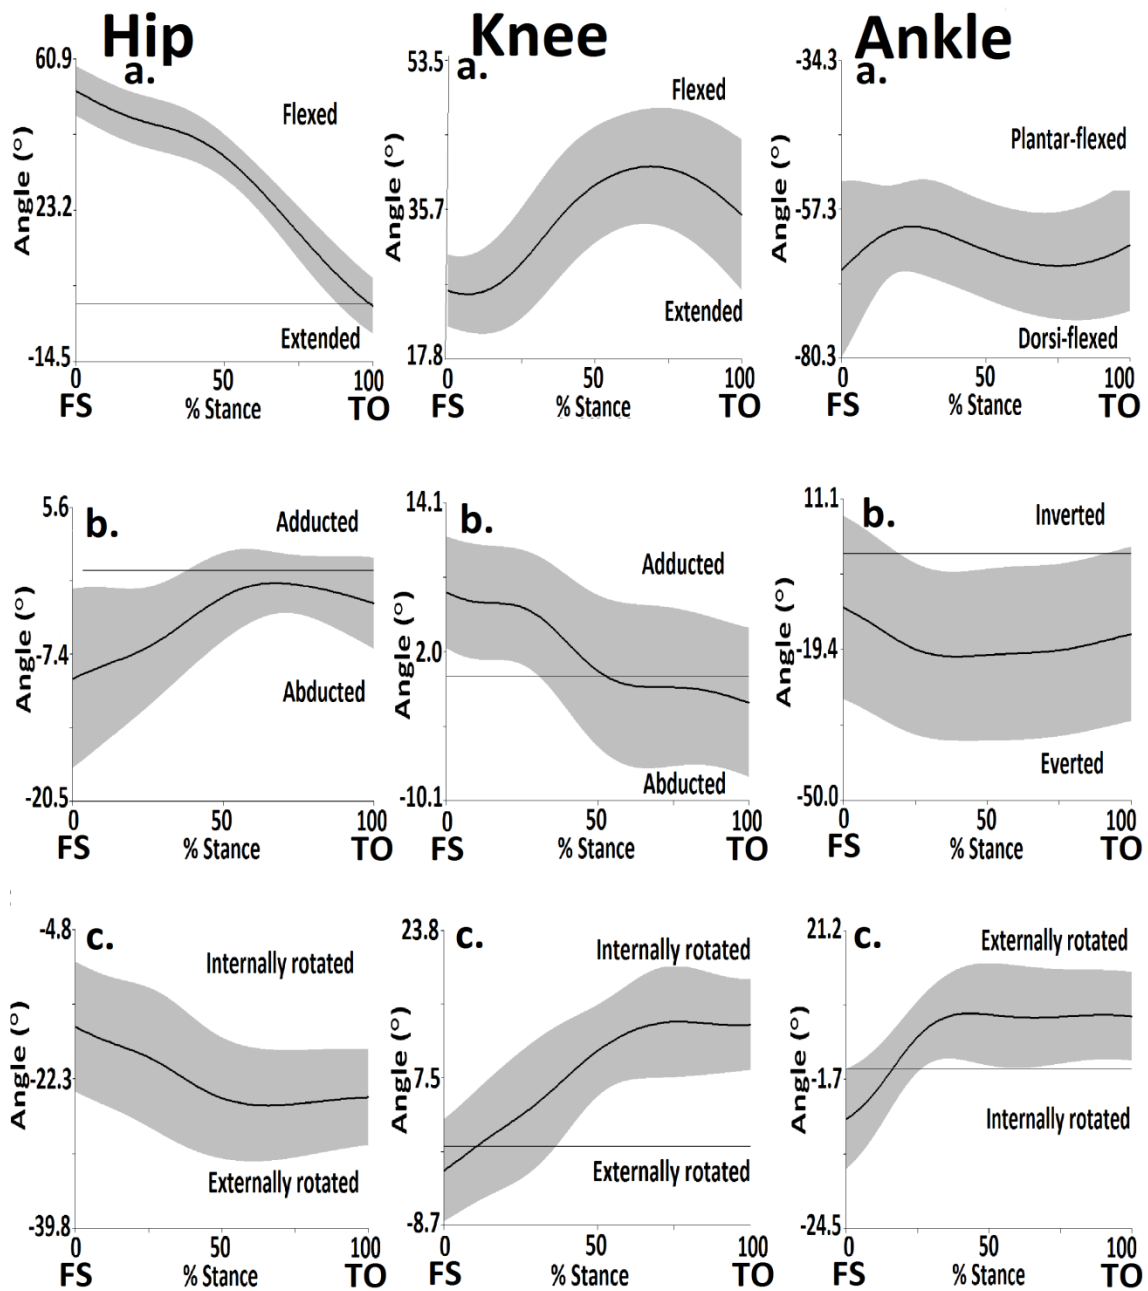 Hip Knee Ankle
60.9 a. Flexed
Angle (°)
23.2
Extended
-14.5
0 50 100
FS % Stance TO
53.5 a. Flexed
Angle (°)
35.7
Extended
17.8
0 50 100
FS % Stance TO
-34.3 a.
Plantar-flexed
Angle (°)
-57.3
Dorsi-flexed
-80.3
0 50 100
FS % Stance TO
5.6 b. Adducted
Angle (°)
-7.4
Abducted
-20.5
0 50 100
FS % Stance TO
14.1 b.
Adducted
Angle (°)
2.0
Abducted
-10.1
0 50 100
FS % Stance TO
11.1 b. Inverted
Angle (°)
-19.4
Everted
-50.0
0 50 100
FS % Stance TO
-4.8 c.
Internally rotated
Angle (°)
-22.3
Externally rotated
-39.8
0 50 100
FS % Stance TO
23.8 c. Internally rotated
Angle (°)
7.5
Externally rotated
-8.7
0 50 100
FS % Stance TO
21.2 c. Externally rotated
Angle (°)
-1.7
Internally rotated
-24.5
0 50 100
FS % Stance TO